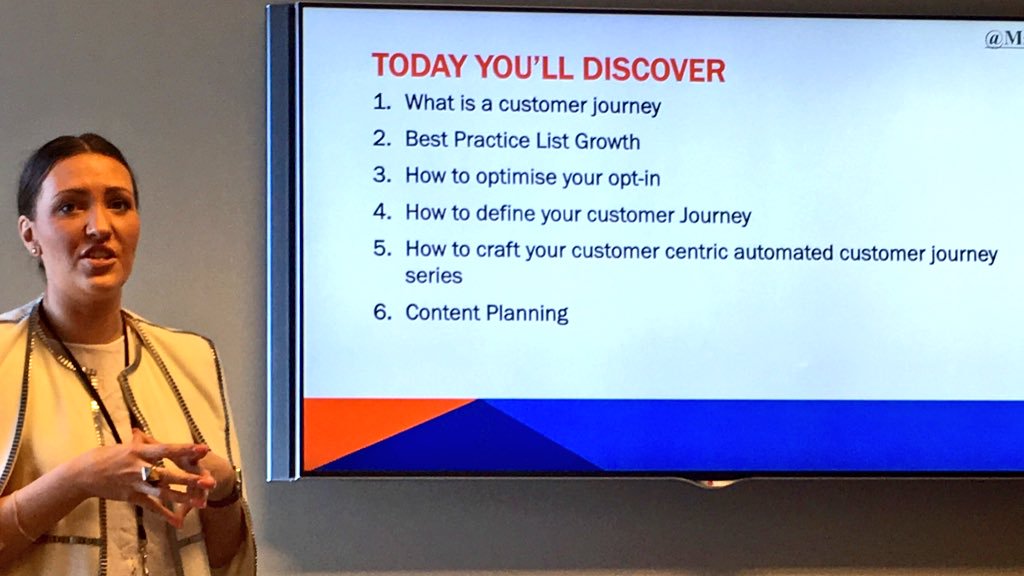 @M
TODAY YOU'LL DISCOVER
1. What is a customer journey
2. Best Practice List Growth
3. How to optimise your opt-in
4. How to define your customer Journey
5. How to craft your customer centric automated customer journey
series
6. Content Planning